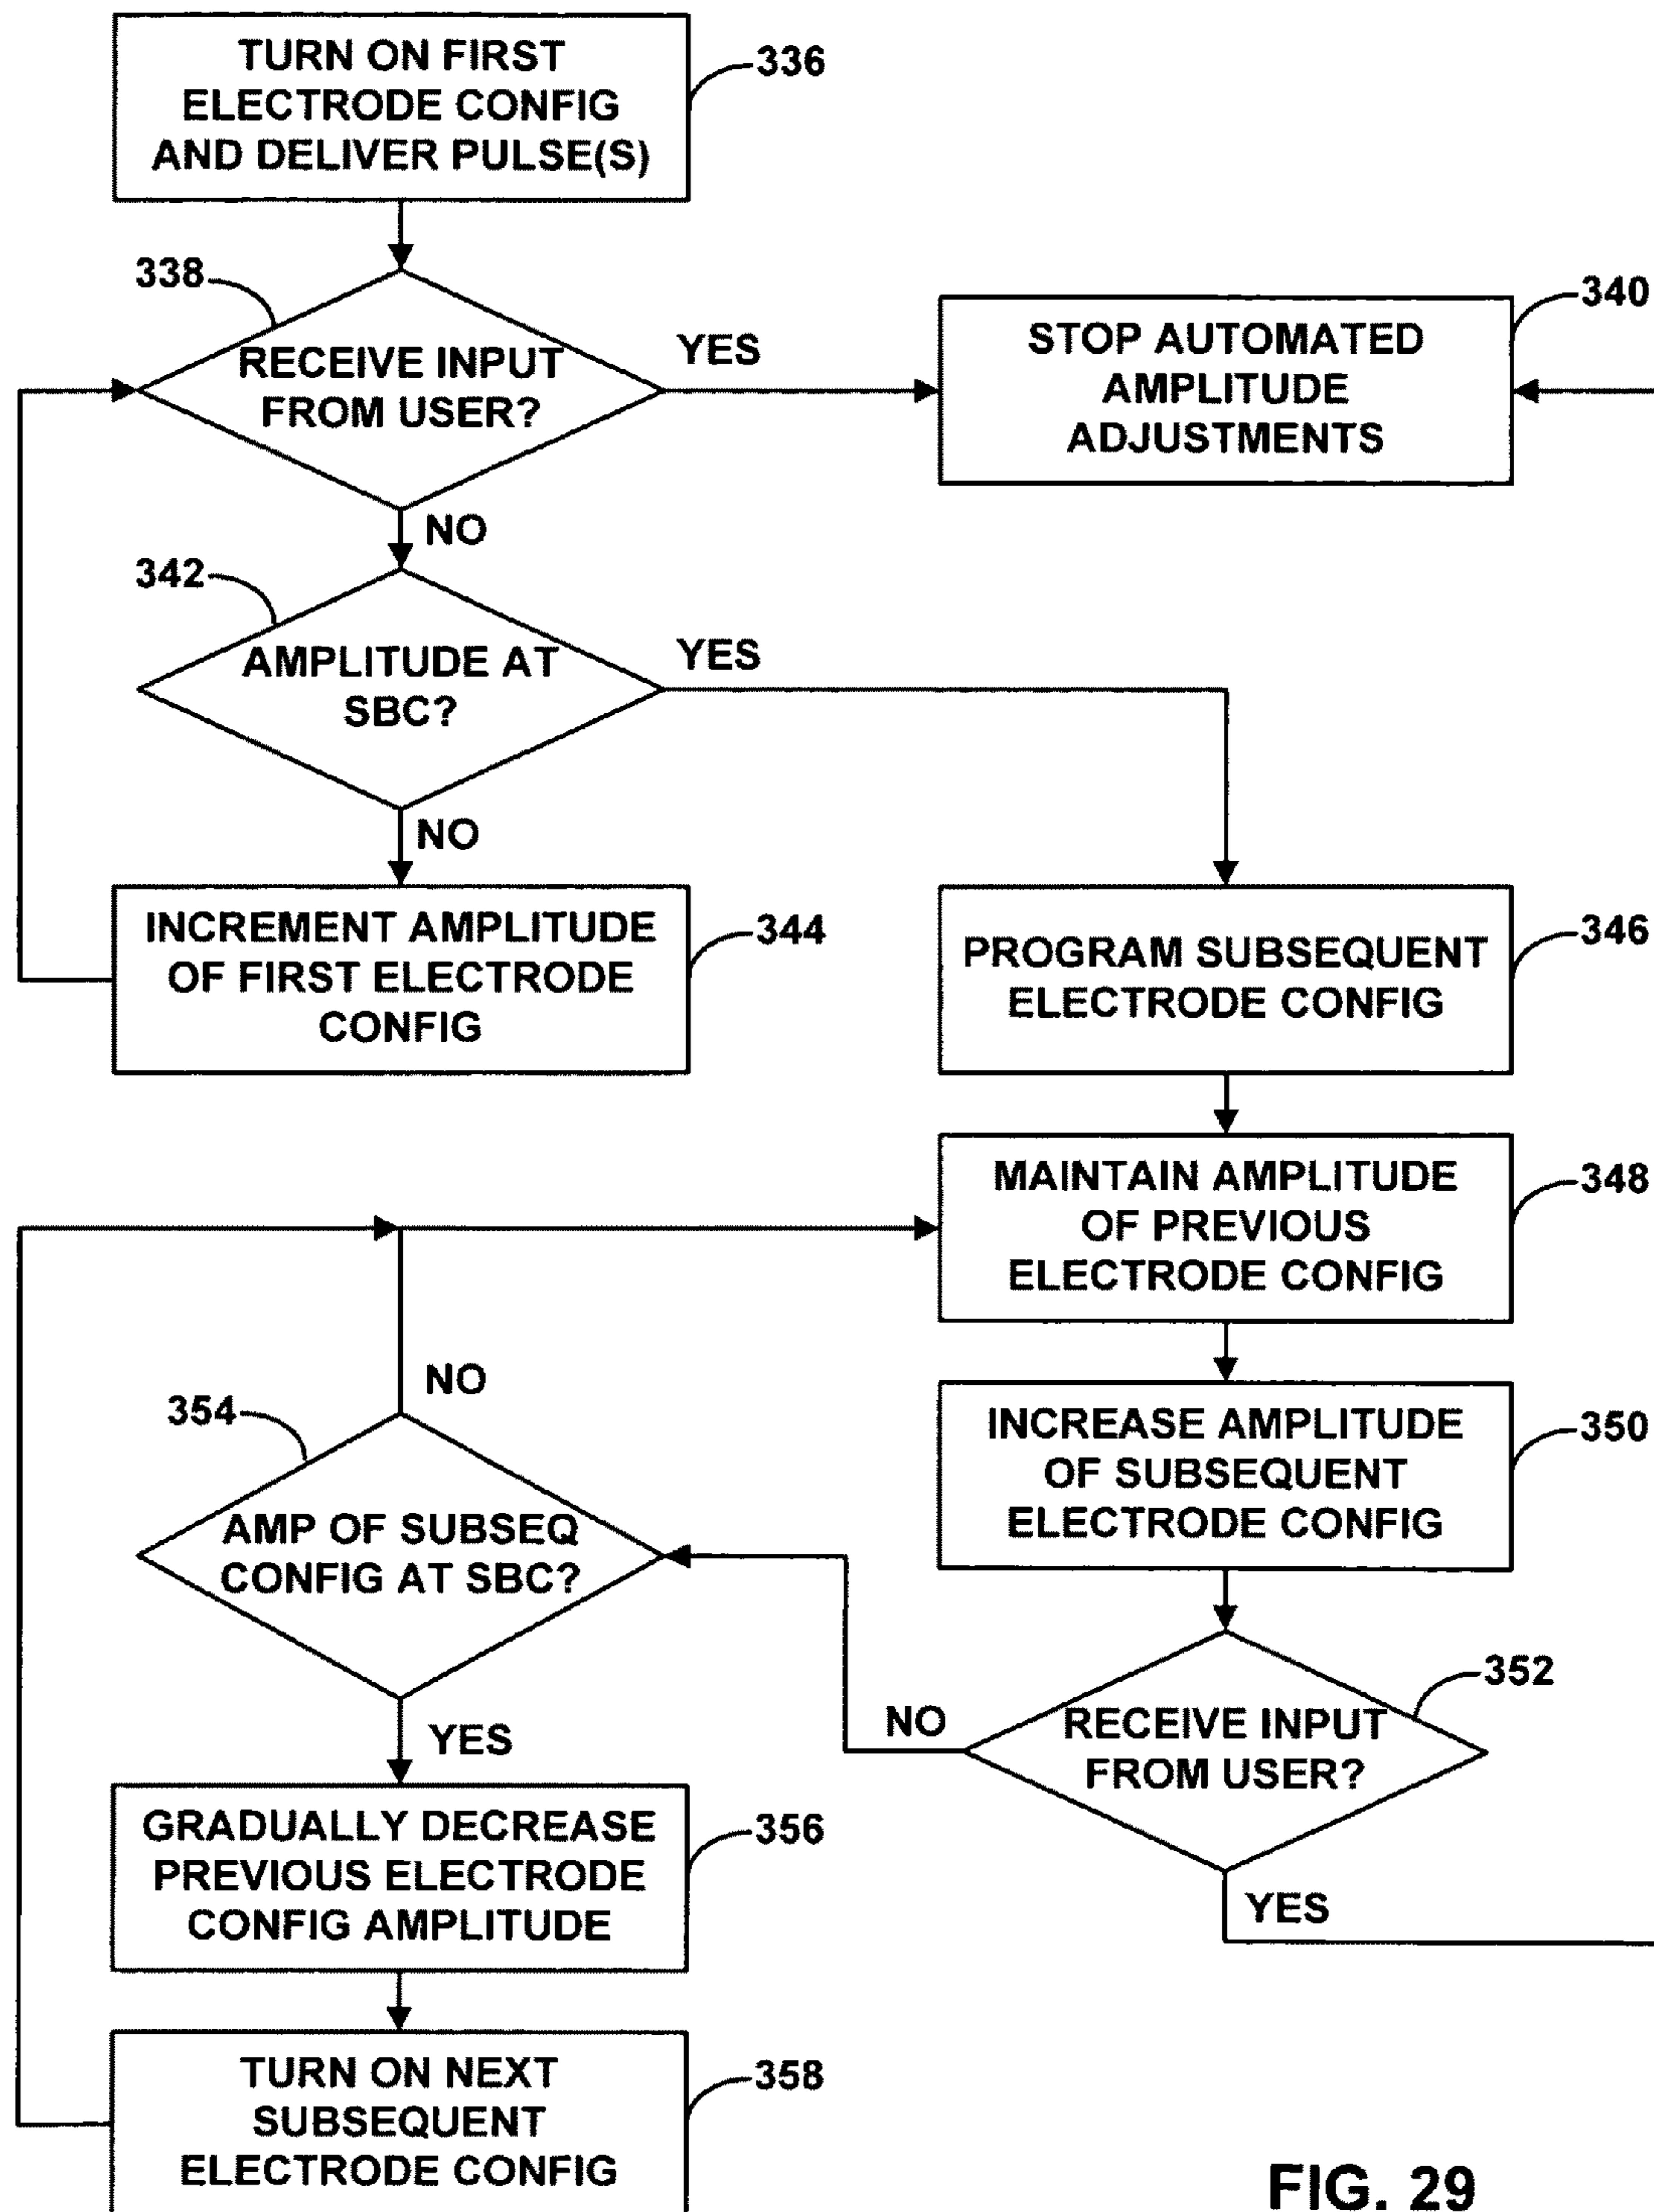 TURN ON FIRST
ELECTRODE CONFIG
AND DELIVER PULSE(S)
336
338
RECEIVE INPUT
FROM USER?
YES
NO
340
STOP AUTOMATED
AMPLITUDE
ADJUSTMENTS
342
AMPLITUDE AT
SBC?
YES
NO
INCREMENT AMPLITUDE
OF FIRST ELECTRODE
CONFIG
344
PROGRAM SUBSEQUENT
ELECTRODE CONFIG
346
MAINTAIN AMPLITUDE
OF PREVIOUS
ELECTRODE CONFIG
348
INCREASE AMPLITUDE
OF SUBSEQUENT
ELECTRODE CONFIG
350
352
RECEIVE INPUT
FROM USER?
NO
YES
354
NO
AMP OF SUBSEQ
CONFIG AT SBC?
YES
GRADUALLY DECREASE
PREVIOUS ELECTRODE
CONFIG AMPLITUDE
356
TURN ON NEXT
SUBSEQUENT
ELECTRODE CONFIG
358
FIG. 29